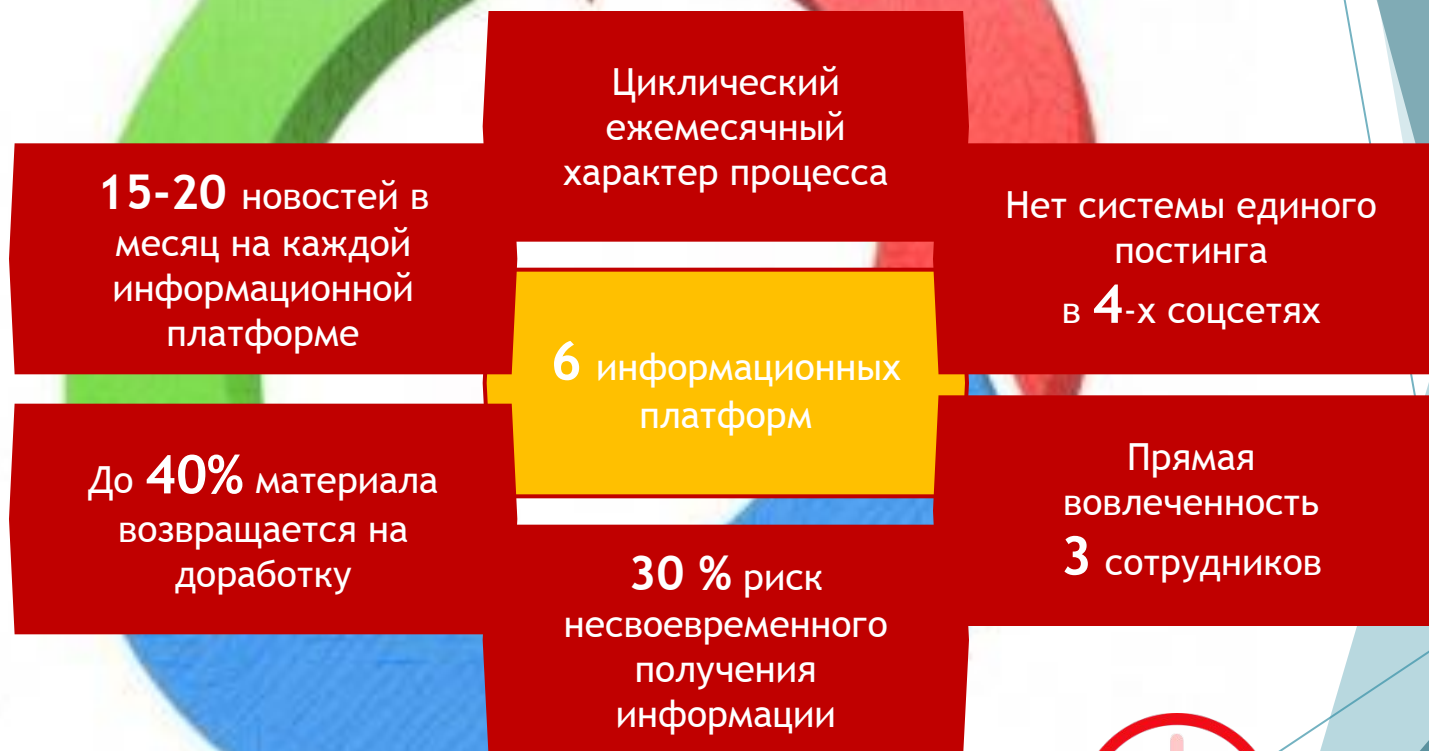 Циклический
ежемесячный
характер процесса
15-20 новостей в
месяц на каждой
информационной
платформе
Нет системы единого
постинга
в 4-х соцсетях
6 информационных
платформ
До 40% материала
возвращается на
доработку
30 % риск
несвоевременного
получения
информации
Прямая
вовлеченность
3 сотрудников